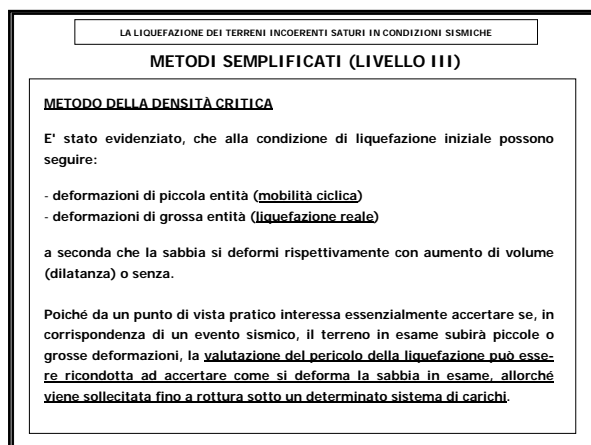 LA LIQUEFAZIONE DEI TERRENI INCOERENTI SATURI IN CONDIZIONI SISMICHE
METODI SEMPLIFICATI (LIVELLO III)
METODO DELLA DENSITÀ CRITICA
E' stato evidenziato, che alla condizione di liquefazione iniziale possono
seguire:
- deformazioni di piccola entità (mobilità ciclica)
- deformazioni di grossa entità (liquefazione reale)
a seconda che la sabbia si deformi rispettivamente con aumento di volume
(dilatanza) o senza.
Poiché da un punto di vista pratico interessa essenzialmente accertare se, in
corrispondenza di un evento sismico, il terreno in esame subirà piccole o
grosse deformazioni, la valutazione del pericolo della liquefazione può esse-
re ricondotta ad accertare come si deforma la sabbia in esame, allorché
viene sollecitata fino a rottura sotto un determinato sistema di carichi.